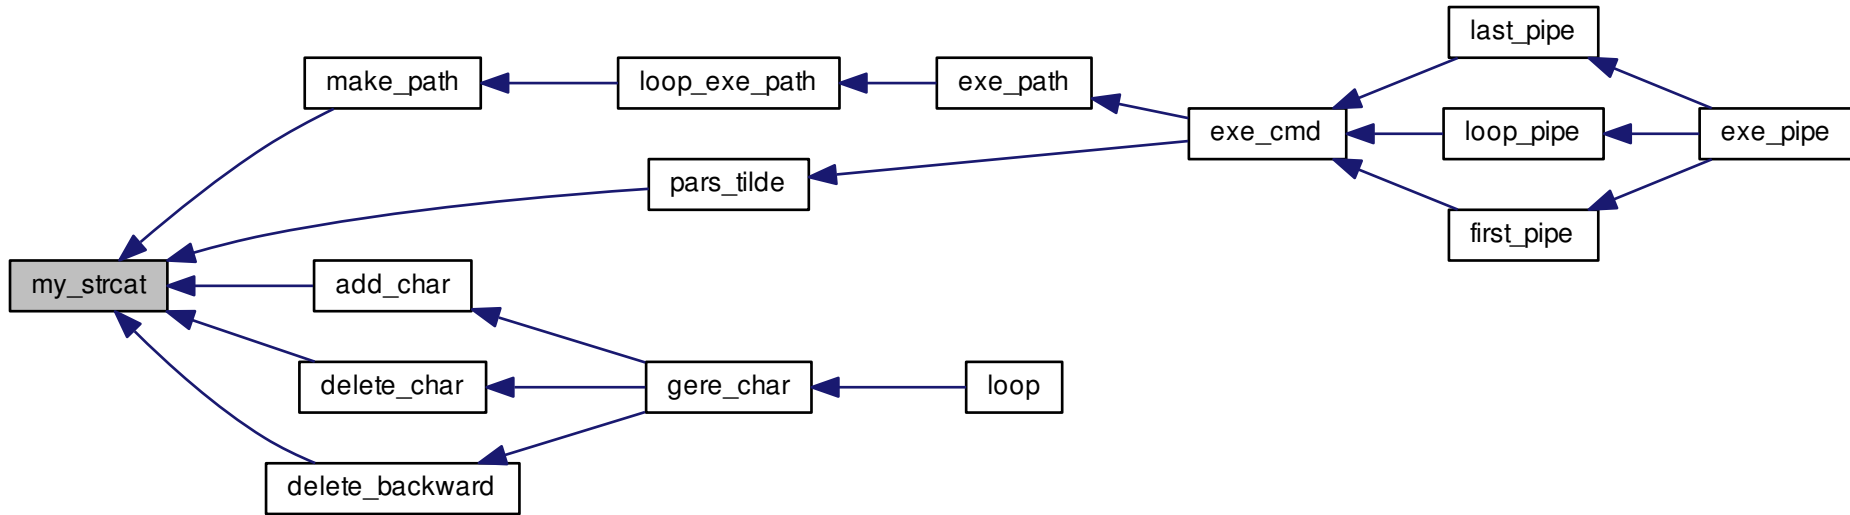 last_pipe
make_path
loop_exe_path
exe_path
exe_cmd
loop_pipe
exe_pipe
pars_tilde
first_pipe
my_strcat
add_char
delete_char
gere_char
loop
delete_backward